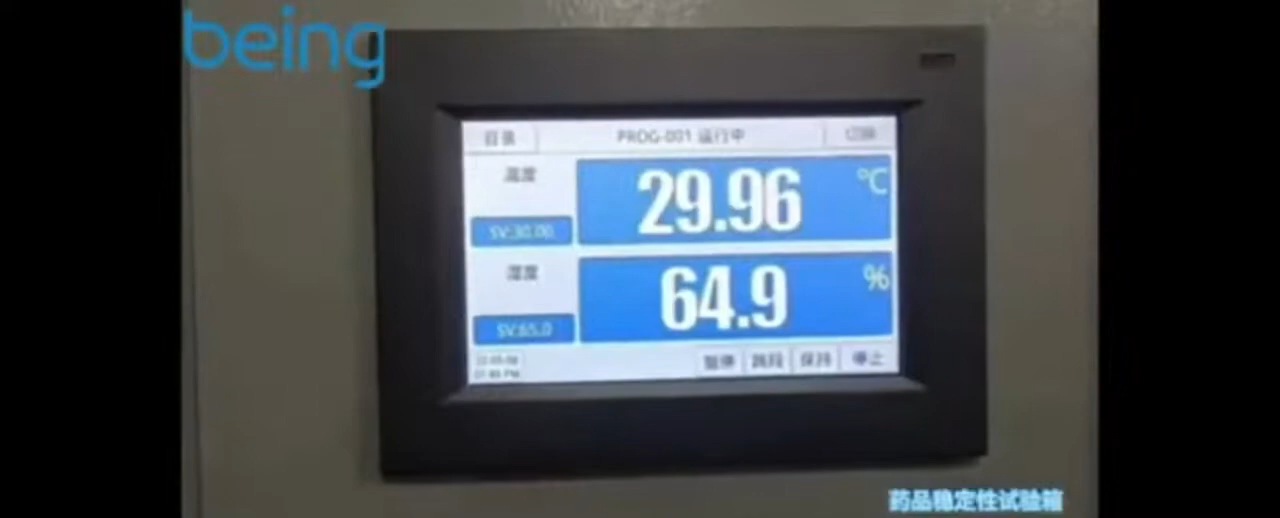 being
目录 PROG-001 运行中 切换
温度 29.96 ℃
SV:30.00
湿度 64.9 %
SV:65.0
暂停 跳段 保持 停止
药品稳定性试验箱